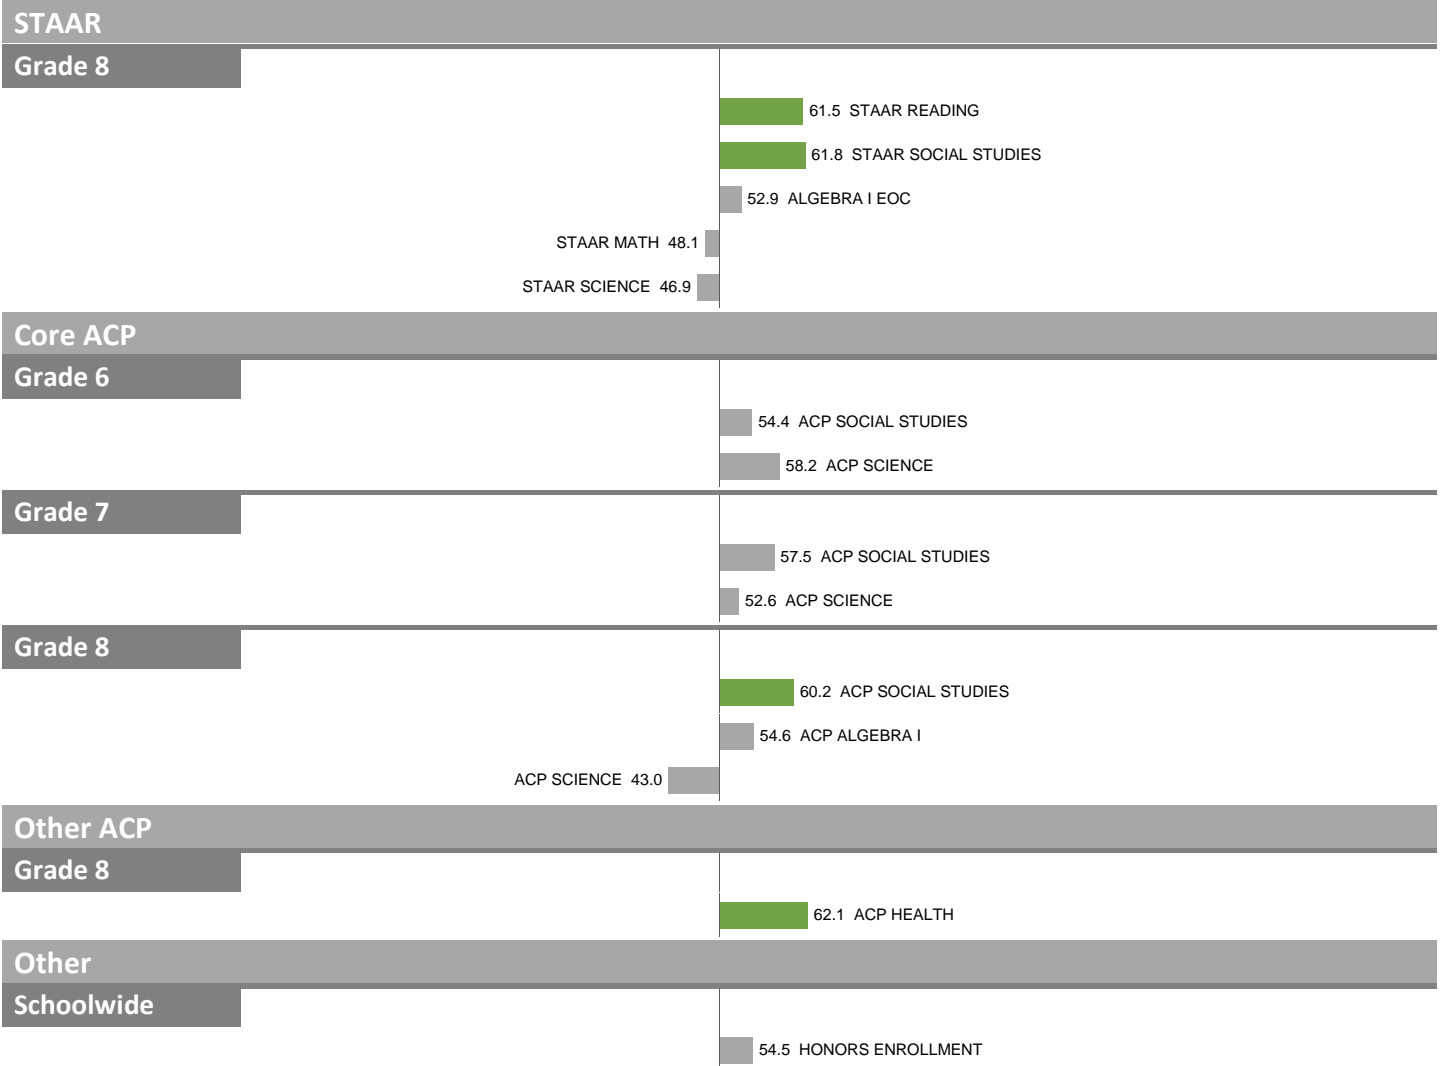 STAAR
Grade 8
61.5 STAAR READING
61.8 STAAR SOCIAL STUDIES
52.9 ALGEBRA I EOC
STAAR MATH 48.1
STAAR SCIENCE 46.9
Core ACP
Grade 6
54.4 ACP SOCIAL STUDIES
58.2 ACP SCIENCE
Grade 7
57.5 ACP SOCIAL STUDIES
52.6 ACP SCIENCE
Grade 8
60.2 ACP SOCIAL STUDIES
54.6 ACP ALGEBRA I
ACP SCIENCE 43.0
Other ACP
Grade 8
62.1 ACP HEALTH
Other
Schoolwide
54.5 HONORS ENROLLMENT